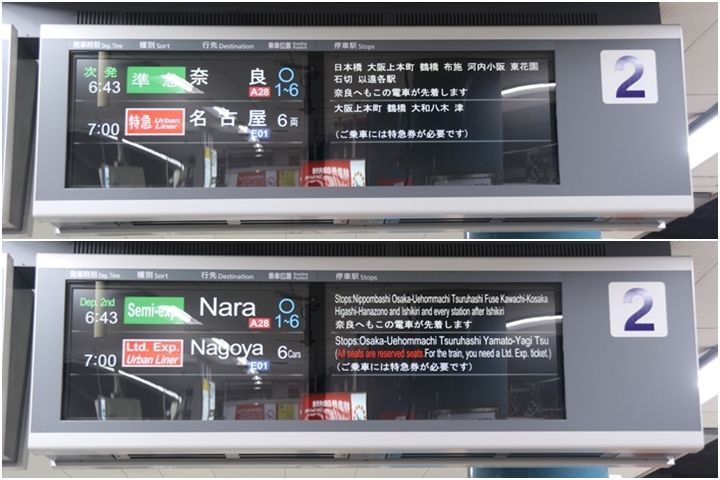 発車時刻 Dep. Time 種別 Sort 行先 Destination 乗車位置 停車駅 Stops
次発
6:43 準急 奈良 A28 ○ 1~6
日本橋 大阪上本町 鶴橋 布施 河内小阪 東花園
石切 以遠各駅
奈良へもこの電車が先着します
7:00 特急 Urban Liner 名古屋 E01 6両
大阪上本町 鶴橋 大和八木 津
(ご乗車には特急券が必要です)
2
発車時刻 Dep. Time 種別 Sort 行先 Destination 乗車位置 停車駅 Stops
Dep. 2nd
6:43 Semi-exp. Nara A28 ○ 1~6
Stops:Nippombashi Osaka-Uehommachi Tsuruhashi Fuse Kawachi-Kosaka
Higashi-Hanazono and Ishikiri and every station after Ishikiri
奈良へもこの電車が先着します
7:00 Ltd. Exp. Urban Liner Nagoya E01 6Cars
Stops:Osaka-Uehommachi Tsuruhashi Yamato-Yagi Tsu
(All seats are reserved seats.For the train, you need a Ltd. Exp. ticket.)
(ご乗車には特急券が必要です)
2